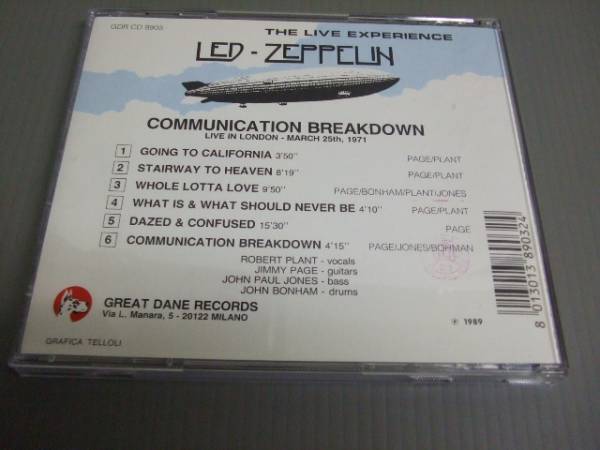 GDR CD 8903
THE LIVE EXPERIENCE
LED-ZEPPELIN
COMMUNICATION BREAKDOWN
LIVE IN LONDON - MARCH 25th, 1971
1 GOING TO CALIFORNIA 3'50'' PAGE/PLANT
2 STAIRWAY TO HEAVEN 8'19'' PAGE/PLANT
3 WHOLE LOTTA LOVE 9'50'' PAGE/BONHAM/PLANT/JONES
4 WHAT IS & WHAT SHOULD NEVER BE 4'10'' PAGE/PLANT
5 DAZED & CONFUSED 15'30'' PAGE
6 COMMUNICATION BREAKDOWN 4'15'' PAGE/JONES/BOHMAN
ROBERT PLANT - vocals
JIMMY PAGE - guitars
JOHN PAUL JONES - bass
JOHN BONHAM - drums
GREAT DANE RECORDS
Via L. Manara, 5 - 20122 MILANO
℗ 1989
GRAFICA TELLOLI
8 013013 890324